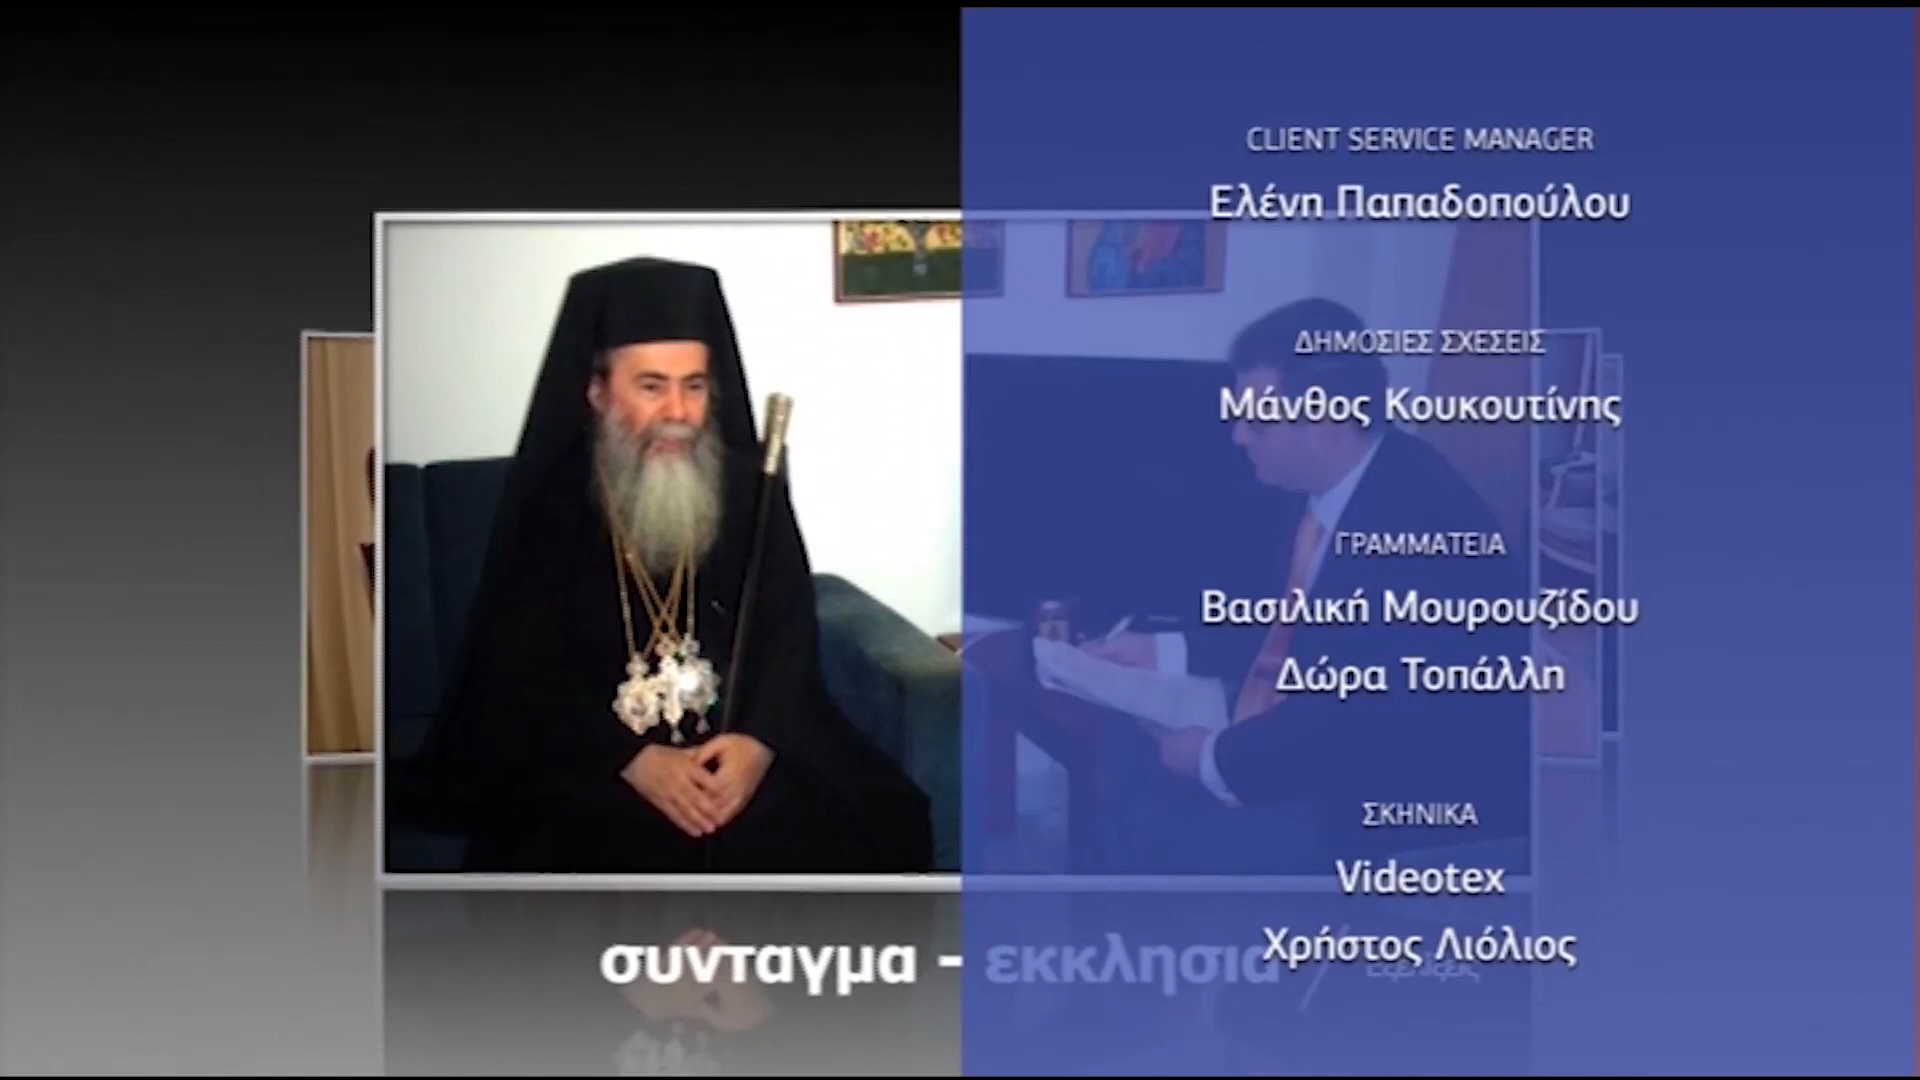 CLIENT SERVICE MANAGER
Ελένη Παπαδοπούλου
ΔΗΜΟΣΙΕΣ ΣΧΕΣΕΙΣ
Μάνθος Κουκουτίνης
ΓΡΑΜΜΑΤΕΙΑ
Βασιλική Μουρουζίδου
Δώρα Τοπάλλη
ΣΚΗΝΙΚΑ
Videotex
Χρήστος Λιόλιος
συνταγμα - εκκλησια / εξελιξεις